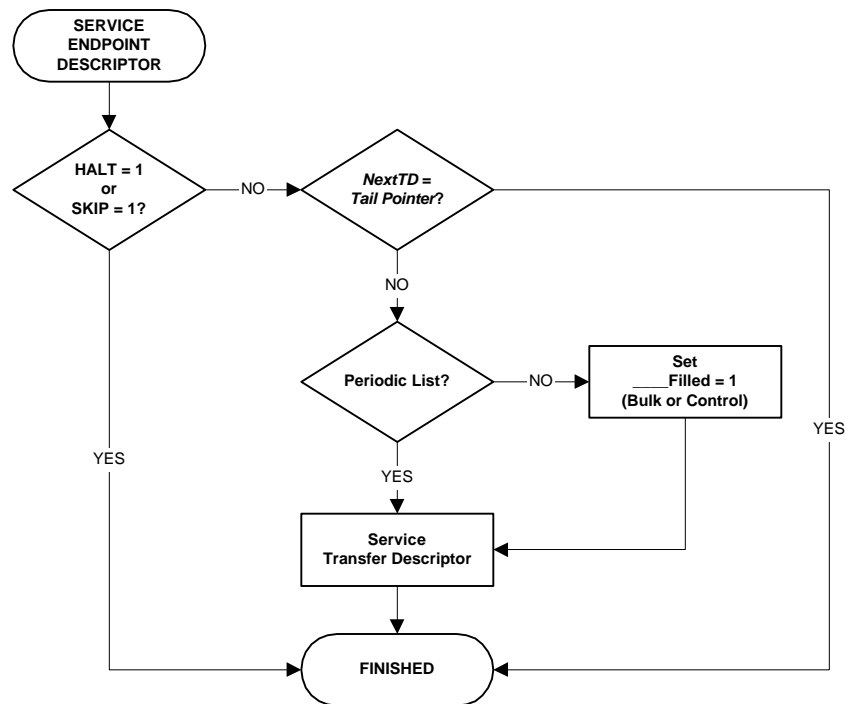 SERVICE
ENDPOINT
DESCRIPTOR
HALT = 1
or
SKIP = 1?
NO
NextTD =
Tail Pointer?
NO
Periodic List?
NO
Set
____Filled = 1
(Bulk or Control)
YES
YES
YES
Service
Transfer Descriptor
FINISHED